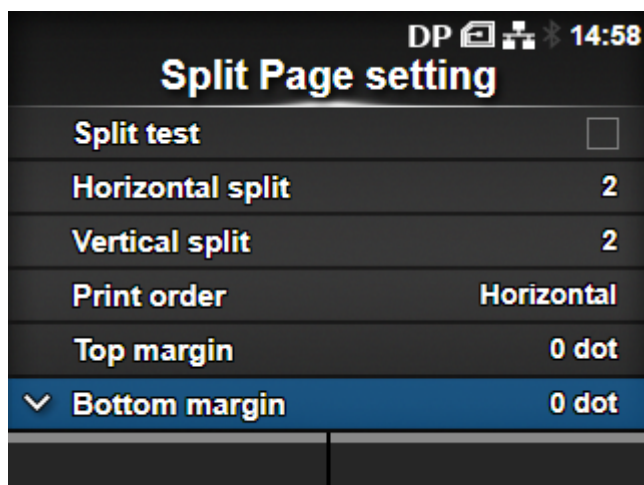 DP 14:58
Split Page setting
Split test
Horizontal split 2
Vertical split 2
Print order Horizontal
Top margin 0 dot
Bottom margin 0 dot